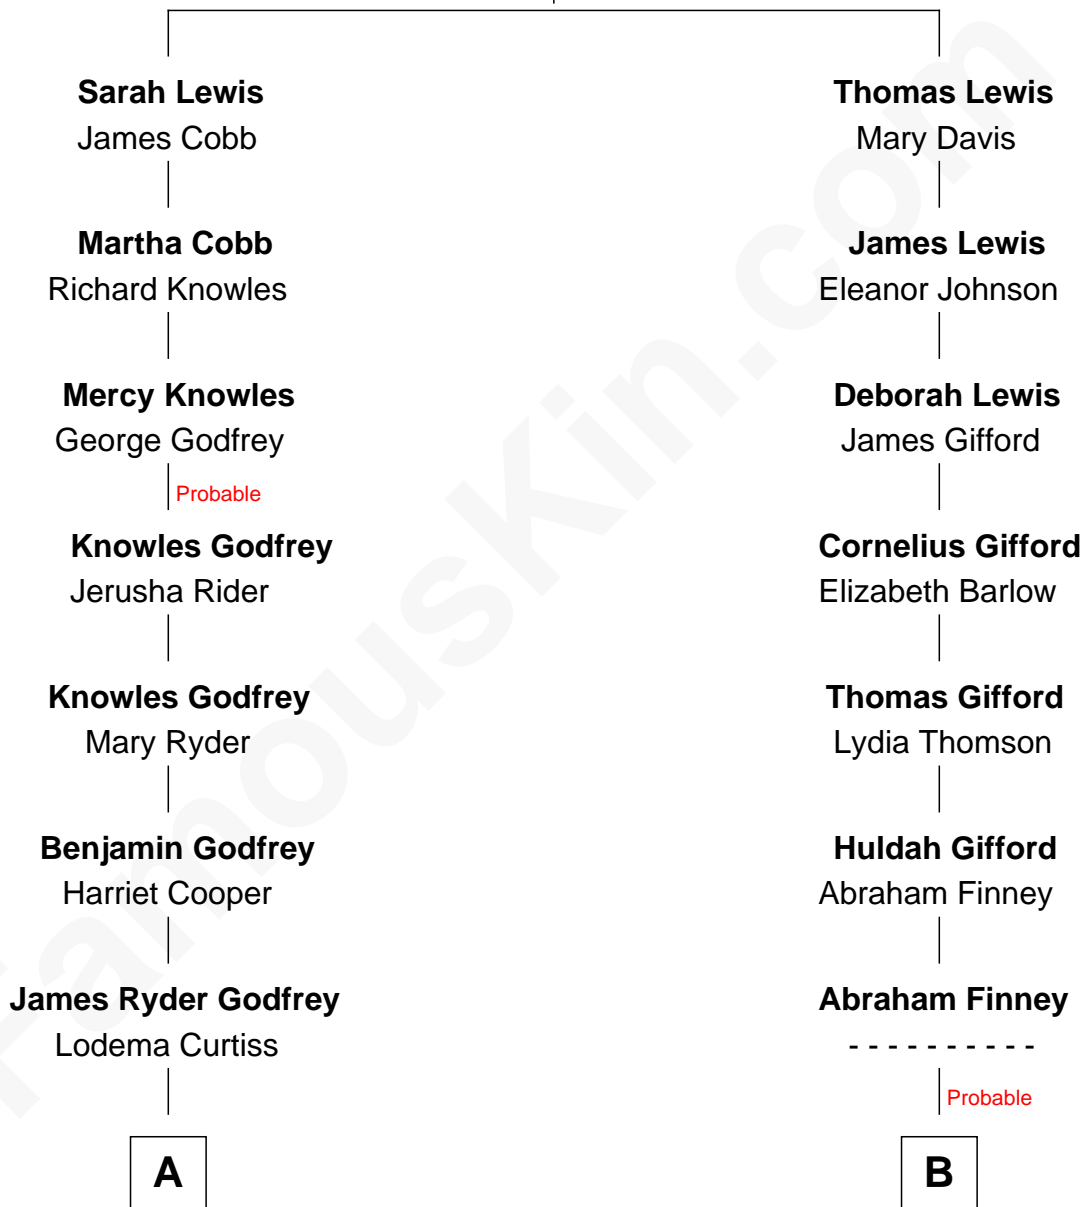 Sarah Lewis
James Cobb
Thomas Lewis
Mary Davis
Martha Cobb
Richard Knowles
James Lewis
Eleanor Johnson
Mercy Knowles
George Godfrey
Deborah Lewis
James Gifford
Probable
Knowles Godfrey
Jerusha Rider
Cornelius Gifford
Elizabeth Barlow
Knowles Godfrey
Mary Ryder
Thomas Gifford
Lydia Thomson
Benjamin Godfrey
Harriet Cooper
Huldah Gifford
Abraham Finney
James Ryder Godfrey
Lodema Curtiss
Abraham Finney
- - - - - - - - - -
Probable
A
B
FamousKin.com